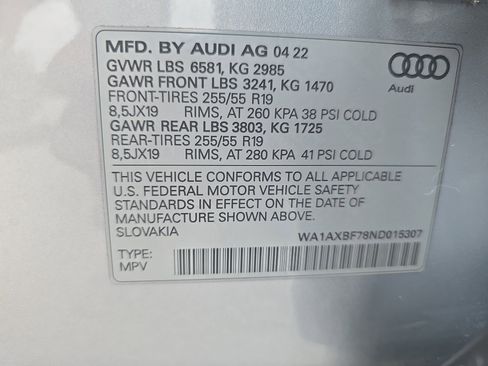 MFD. BY AUDI AG 04 22
GVWR LBS 6581, KG 2985
GAWR FRONT LBS 3241, KG 1470
FRONT-TIRES 255/55 R19
8,5JX19 RIMS, AT 260 KPA 38 PSI COLD
GAWR REAR LBS 3803, KG 1725
REAR-TIRES 255/55 R19
8,5JX19 RIMS, AT 280 KPA 41 PSI COLD
Audi
THIS VEHICLE CONFORMS TO ALL APPLICABLE
U.S. FEDERAL MOTOR VEHICLE SAFETY
STANDARDS IN EFFECT ON THE DATE OF
MANUFACTURE SHOWN ABOVE.
SLOVAKIA
WA1AXBF78ND015307
TYPE:
MPV